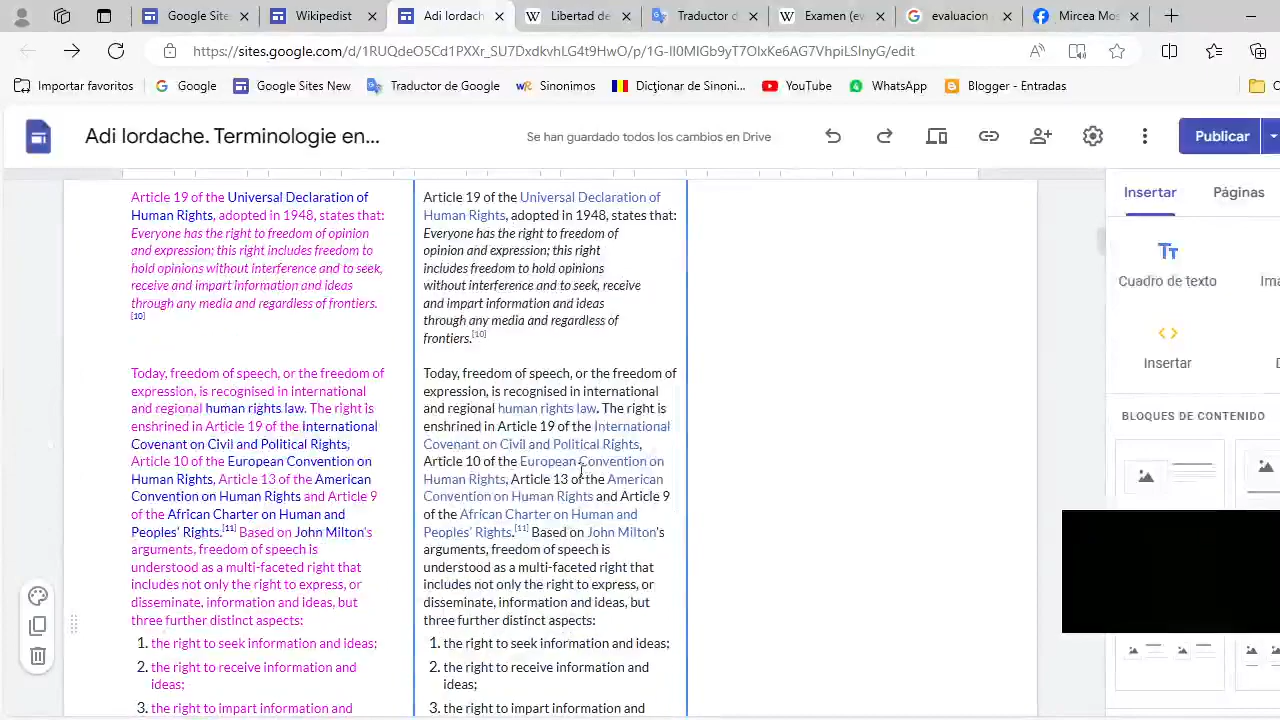 Google Sites
Wikipedist
Adi Iordache
Libertad de
Traductor d
Examen (ev
evaluacion
Mircea Mos
https://sites.google.com/d/1RUQdeO5Cd1PXXr_SU7DxdkvhLG4t9HwO/p/1G-II0MIGb9yT7OlxKe6AG7VhpiLSlnyG/edit
Importar favoritos
Google
Google Sites New
Traductor de Google
Sinonimos
Dicționar de Sinoni...
YouTube
WhatsApp
Blogger - Entradas
Adi Iordache. Terminologie en...
Se han guardado todos los cambios en Drive
Publicar
Article 19 of the Universal Declaration of
Human Rights, adopted in 1948, states that:
Everyone has the right to freedom of opinion
and expression; this right includes freedom to
hold opinions without interference and to seek,
receive and impart information and ideas
through any media and regardless of frontiers.
[10]
Today, freedom of speech, or the freedom of
expression, is recognised in international
and regional human rights law. The right is
enshrined in Article 19 of the International
Covenant on Civil and Political Rights,
Article 10 of the European Convention on
Human Rights, Article 13 of the American
Convention on Human Rights and Article 9
of the African Charter on Human and
Peoples' Rights.[11] Based on John Milton's
arguments, freedom of speech is
understood as a multi-faceted right that
includes not only the right to express, or
disseminate, information and ideas, but
three further distinct aspects:
1. the right to seek information and ideas;
2. the right to receive information and
ideas;
3. the right to impart information and
Article 19 of the Universal Declaration of
Human Rights, adopted in 1948, states that:
Everyone has the right to freedom of
opinion and expression; this right
includes freedom to hold opinions
without interference and to seek, receive
and impart information and ideas
through any media and regardless of
frontiers.[10]
Today, freedom of speech, or the freedom of
expression, is recognised in international
and regional human rights law. The right is
enshrined in Article 19 of the International
Covenant on Civil and Political Rights,
Article 10 of the European Convention on
Human Rights, Article 13 of the American
Convention on Human Rights and Article 9
of the African Charter on Human and
Peoples' Rights.[11] Based on John Milton's
arguments, freedom of speech is
understood as a multi-faceted right that
includes not only the right to express, or
disseminate, information and ideas, but
three further distinct aspects:
1. the right to seek information and ideas;
2. the right to receive information and
ideas;
3. the right to impart information and
Insertar
Páginas
Cuadro de texto
Insertar
BLOQUES DE CONTENIDO